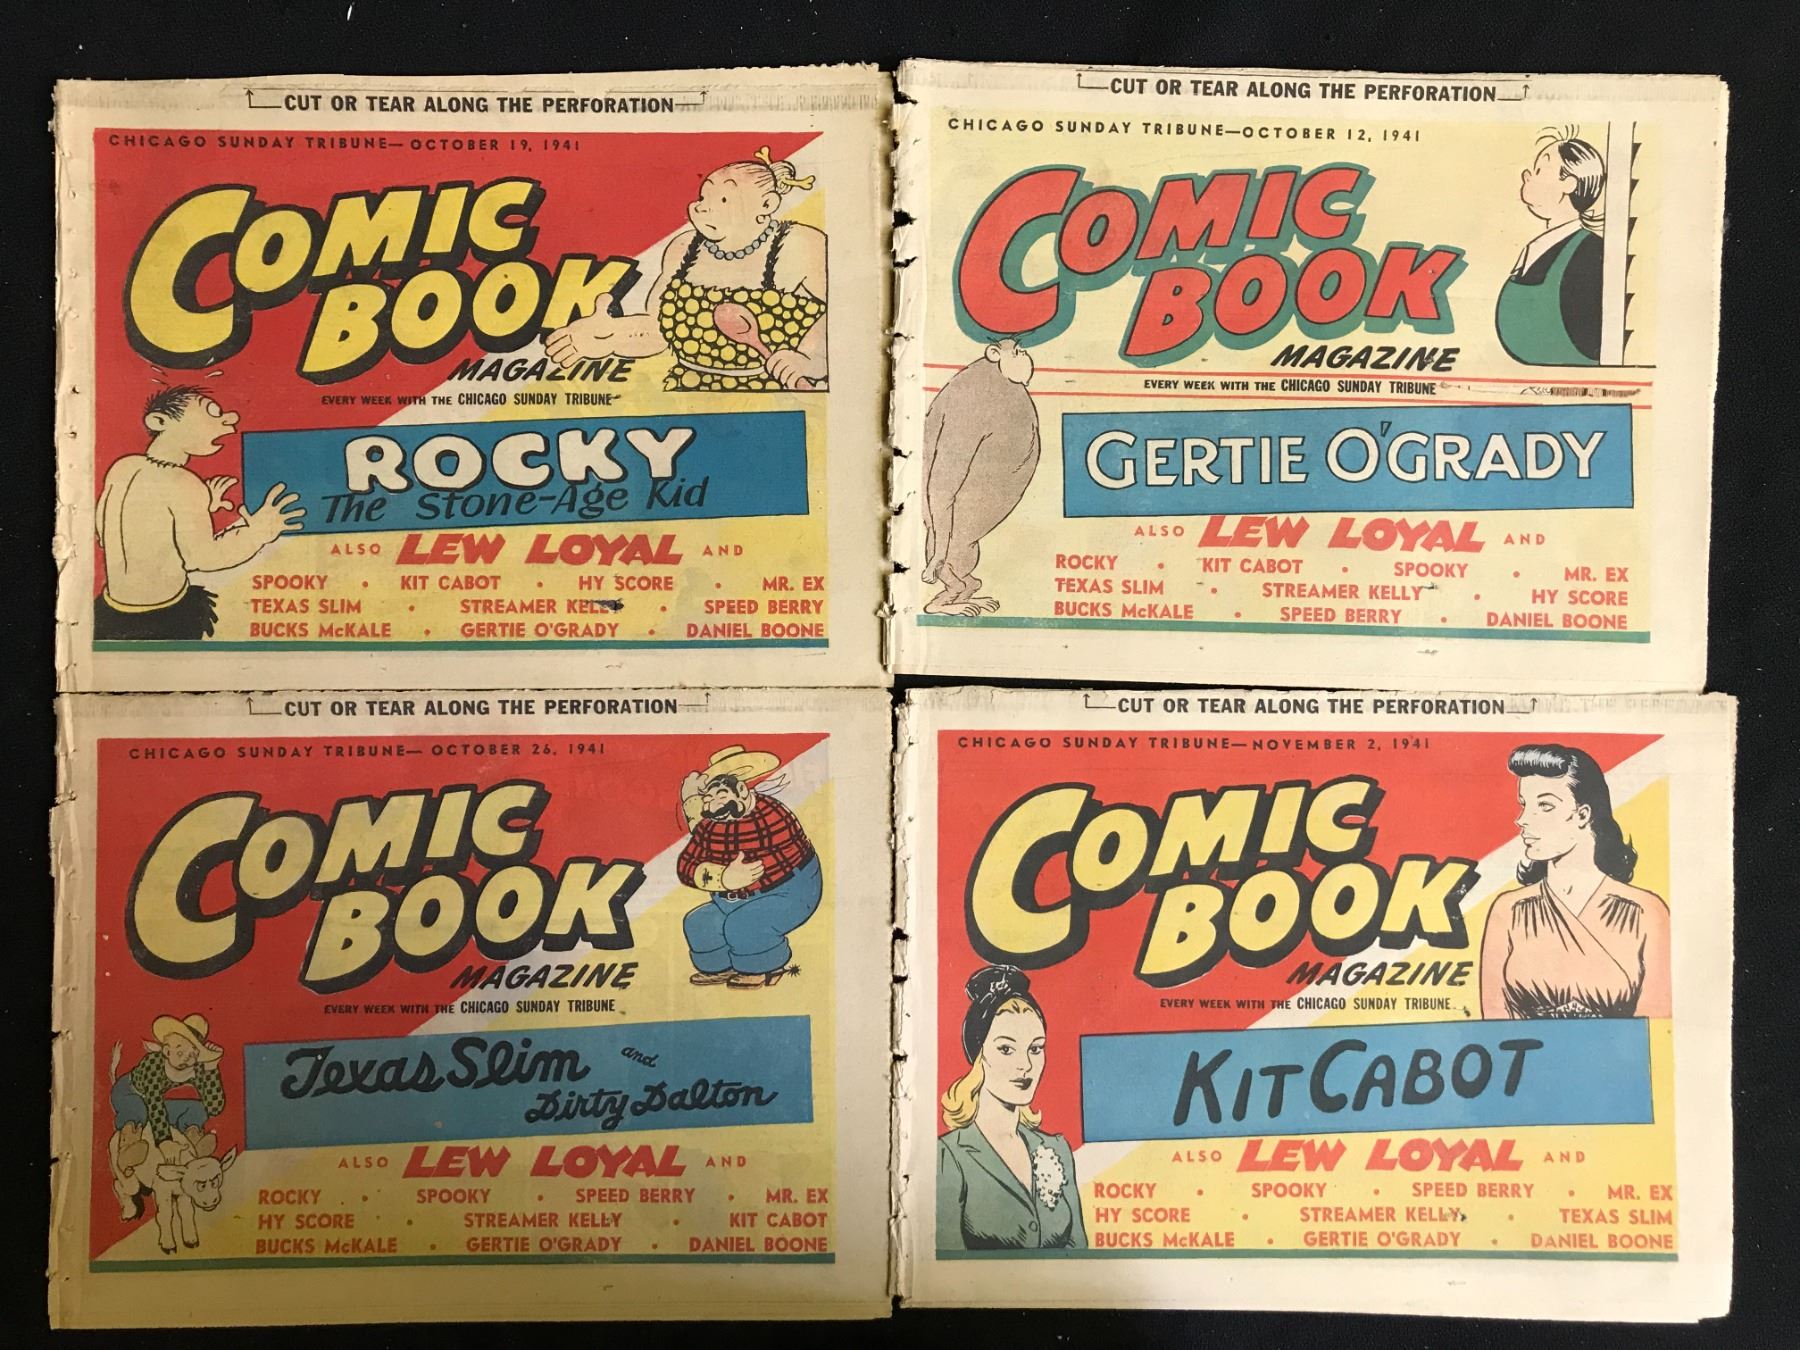 CUT OR TEAR ALONG THE PERFORATION
CHICAGO SUNDAY TRIBUNE—OCTOBER 19, 1941
COMIC
BOOK
MAGAZINE
EVERY WEEK WITH THE CHICAGO SUNDAY TRIBUNE
ROCKY
The Stone-Age Kid
ALSO LEW LOYAL AND
SPOOKY • KIT CABOT • HY SCORE • MR. EX
TEXAS SLIM • STREAMER KELLY • SPEED BERRY
BUCKS McKALE • GERTIE O'GRADY • DANIEL BOONE
CUT OR TEAR ALONG THE PERFORATION
CHICAGO SUNDAY TRIBUNE—OCTOBER 12, 1941
COMIC
BOOK
MAGAZINE
EVERY WEEK WITH THE CHICAGO SUNDAY TRIBUNE
GERTIE O'GRADY
ALSO LEW LOYAL AND
ROCKY • KIT CABOT • SPOOKY • MR. EX
TEXAS SLIM • STREAMER KELLY • HY SCORE
BUCKS McKALE • SPEED BERRY • DANIEL BOONE
CUT OR TEAR ALONG THE PERFORATION
CHICAGO SUNDAY TRIBUNE—OCTOBER 26, 1941
COMIC
BOOK
MAGAZINE
EVERY WEEK WITH THE CHICAGO SUNDAY TRIBUNE
Texas Slim and
Dirty Dalton
ALSO LEW LOYAL AND
ROCKY • SPOOKY • SPEED BERRY • MR. EX
HY SCORE • STREAMER KELLY • KIT CABOT
BUCKS McKALE • GERTIE O'GRADY • DANIEL BOONE
CUT OR TEAR ALONG THE PERFORATION
CHICAGO SUNDAY TRIBUNE—NOVEMBER 2, 1941
COMIC
BOOK
MAGAZINE
EVERY WEEK WITH THE CHICAGO SUNDAY TRIBUNE
KIT CABOT
ALSO LEW LOYAL AND
ROCKY • SPOOKY • SPEED BERRY • MR. EX
HY SCORE • STREAMER KELLY • TEXAS SLIM
BUCKS McKALE • GERTIE O'GRADY • DANIEL BOONE